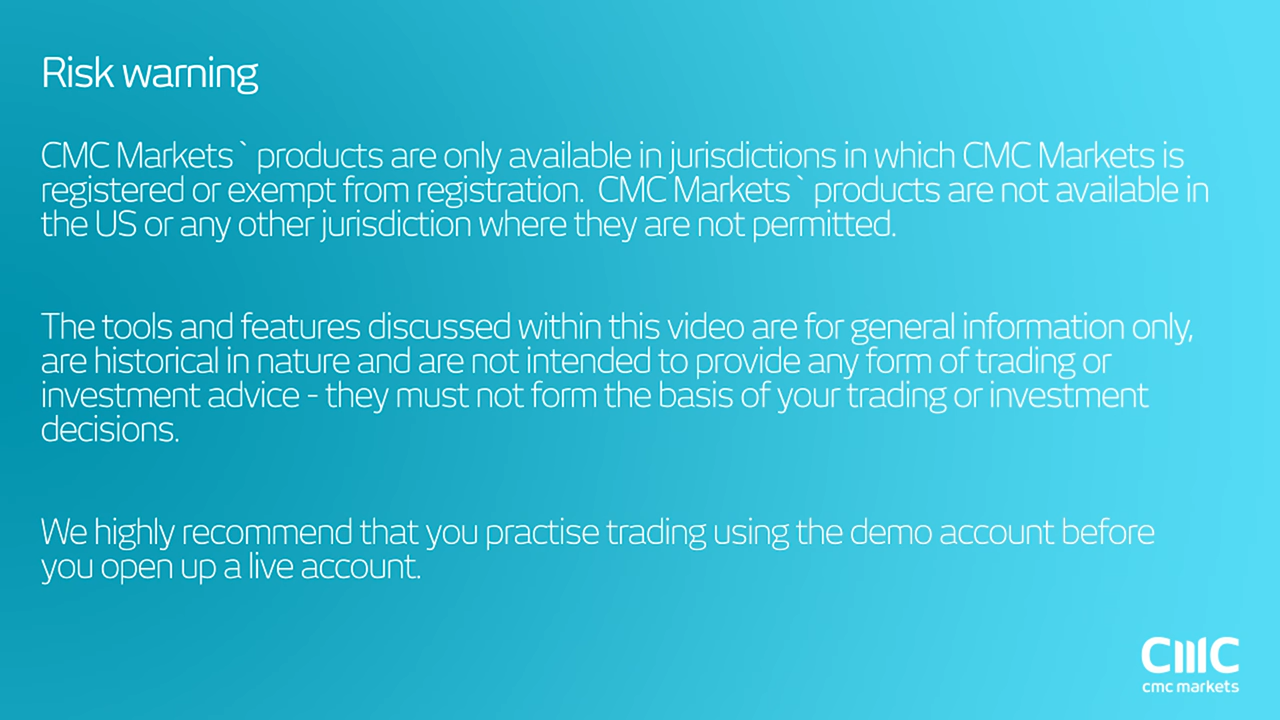 Risk warning
CMC Markets` products are only available in jurisdictions in which CMC Markets is
registered or exempt from registration.  CMC Markets` products are not available in
the US or any other jurisdiction where they are not permitted.
The tools and features discussed within this video are for general information only,
are historical in nature and are not intended to provide any form of trading or
investment advice - they must not form the basis of your trading or investment
decisions.
We highly recommend that you practise trading using the demo account before
you open up a live account.
CMC
cmc markets